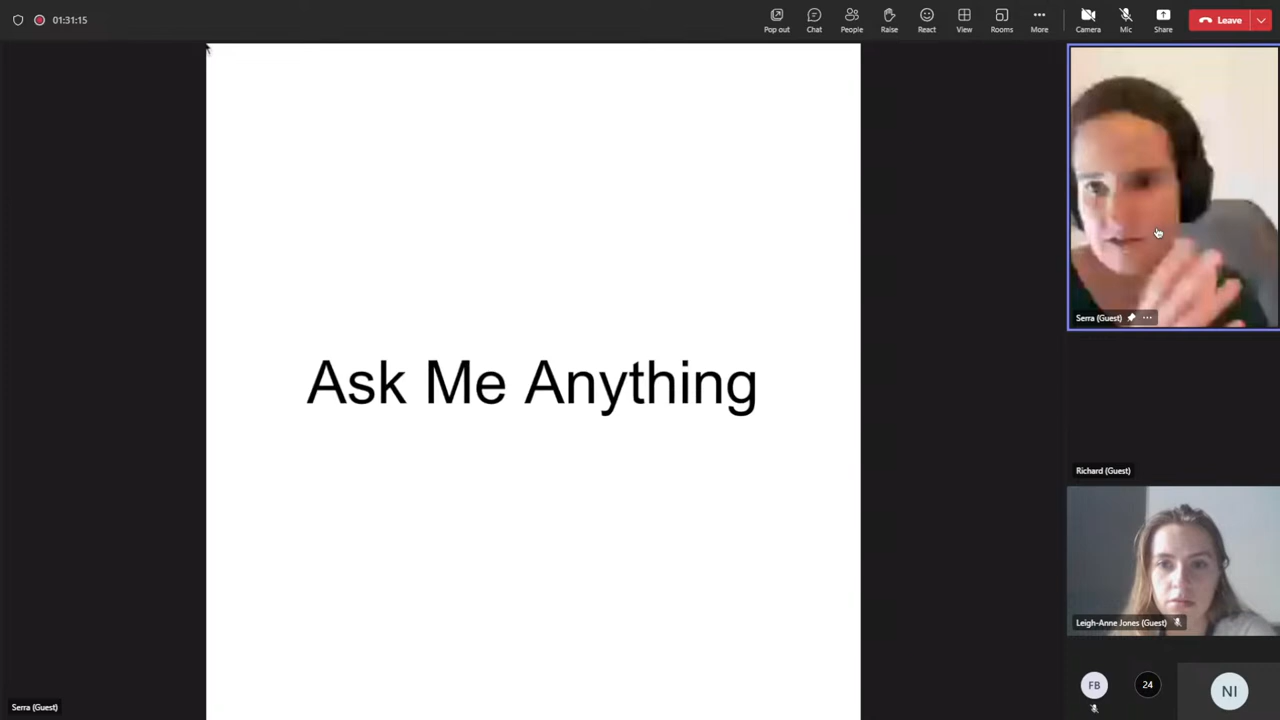 01:31:15
Pop out Chat People Raise React View Rooms More Camera Mic Share Leave
Ask Me Anything
Serra (Guest)
Richard (Guest)
Leigh-Anne Jones (Guest)
FB 24 NI
Serra (Guest)